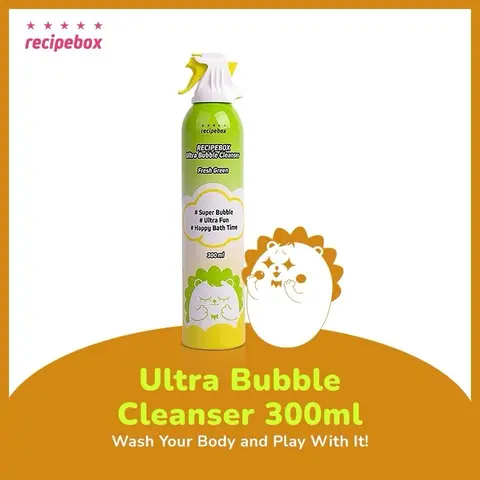 recipebox
recipebox
RECIPEBOX
Ultra Bubble Cleanser
Fresh Green
# Super Bubble
# Ultra Fun
# Happy Bath Time
300 ml
Ultra Bubble
Cleanser 300ml
Wash Your Body and Play With It!